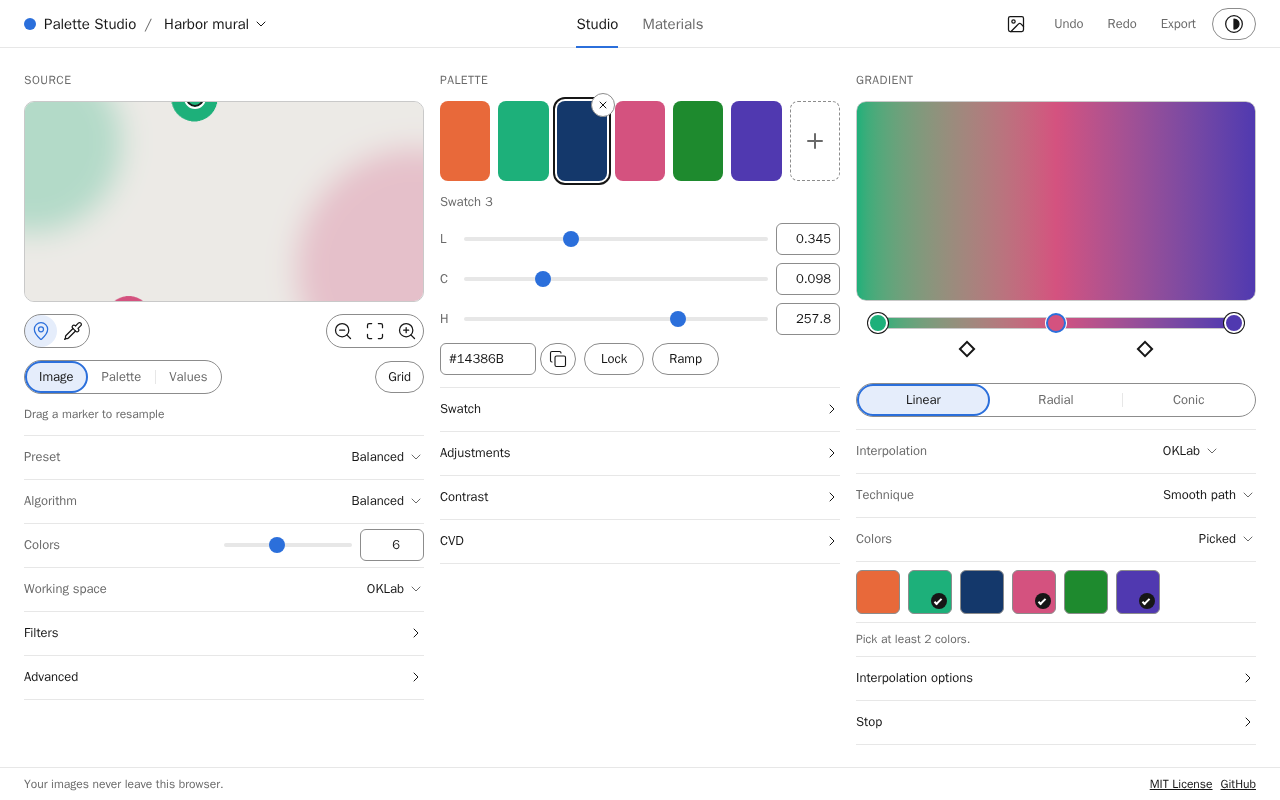 Palette Studio / Harbor mural
Studio Materials
Undo Redo Export
SOURCE
Image Palette Values
Grid
Drag a marker to resample
Preset Balanced
Algorithm Balanced
Colors 6
Working space OKLab
Filters
Advanced
PALETTE
Swatch 3
L 0.345
C 0.098
H 257.8
#14386B Lock Ramp
Swatch
Adjustments
Contrast
CVD
GRADIENT
Linear Radial Conic
Interpolation OKLab
Technique Smooth path
Colors Picked
Pick at least 2 colors.
Interpolation options
Stop
Your images never leave this browser.
MIT License GitHub